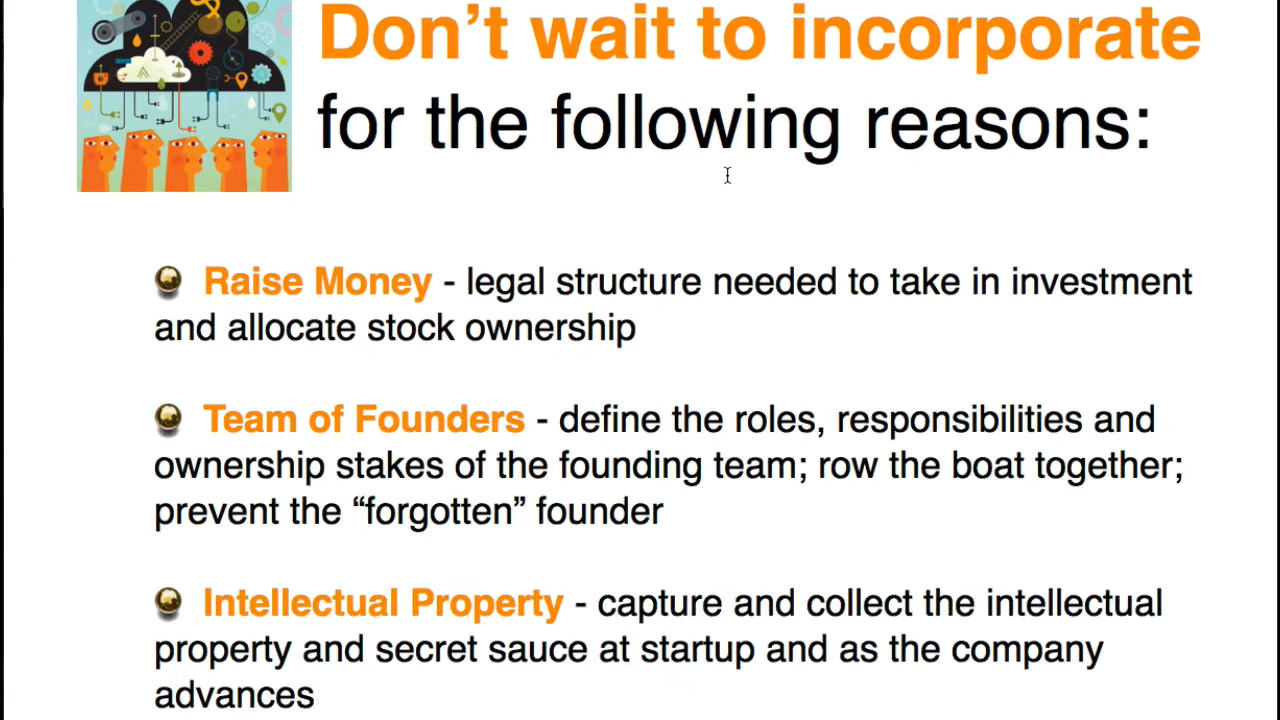 Don’t wait to incorporate
for the following reasons:
Raise Money - legal structure needed to take in investment
and allocate stock ownership
Team of Founders - define the roles, responsibilities and
ownership stakes of the founding team; row the boat together;
prevent the “forgotten” founder
Intellectual Property - capture and collect the intellectual
property and secret sauce at startup and as the company
advances